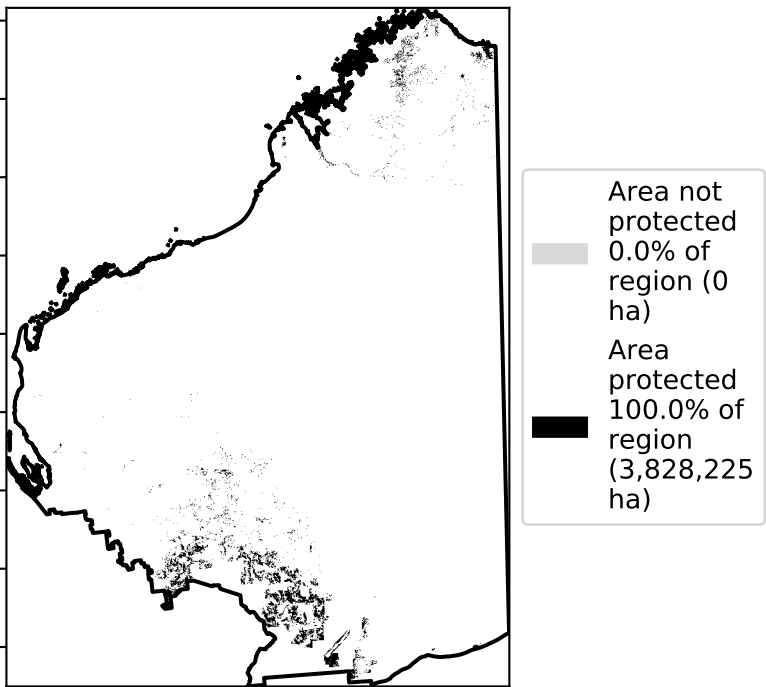 Area not
protected
0.0% of
region (0
ha)
Area
protected
100.0% of
region
(3,828,225
ha)